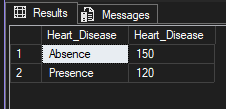 Results Messages
Heart_Disease Heart_Disease
1 Absence 150
2 Presence 120